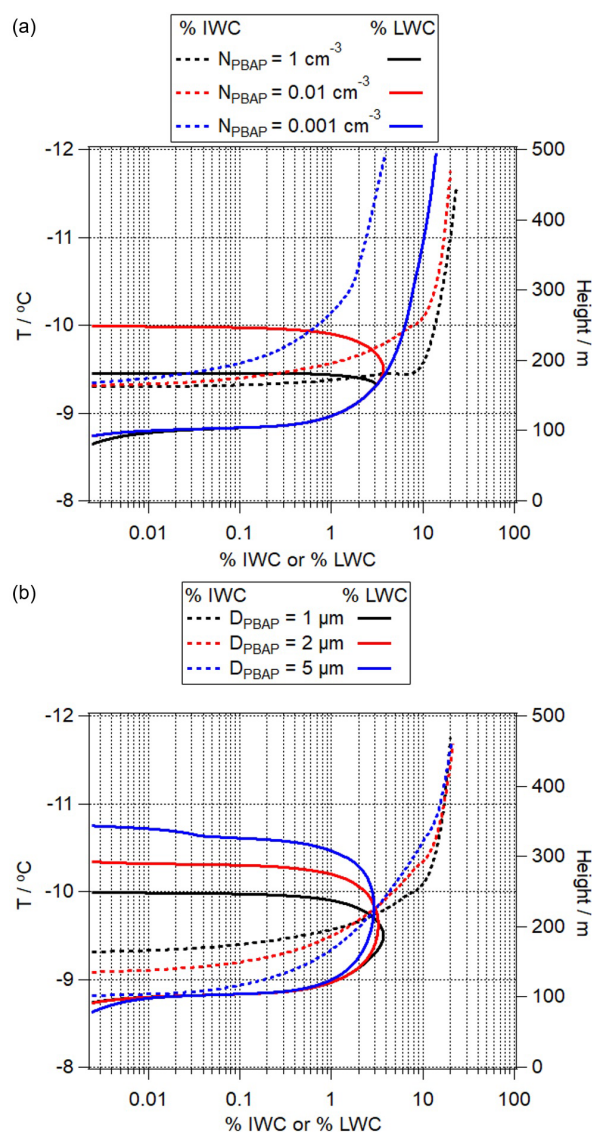 (a)
% IWC % LWC
N_PBAP = 1 cm⁻³
N_PBAP = 0.01 cm⁻³
N_PBAP = 0.001 cm⁻³
-12 500
400
-11
300
-10
T / ºC Height / m
200
-9
100
-8 0
0.01 0.1 1 10 100
% IWC or % LWC
(b)
% IWC % LWC
D_PBAP = 1 µm
D_PBAP = 2 µm
D_PBAP = 5 µm
-12 500
400
-11
300
-10
T / ºC Height / m
200
-9
100
-8 0
0.01 0.1 1 10 100
% IWC or % LWC